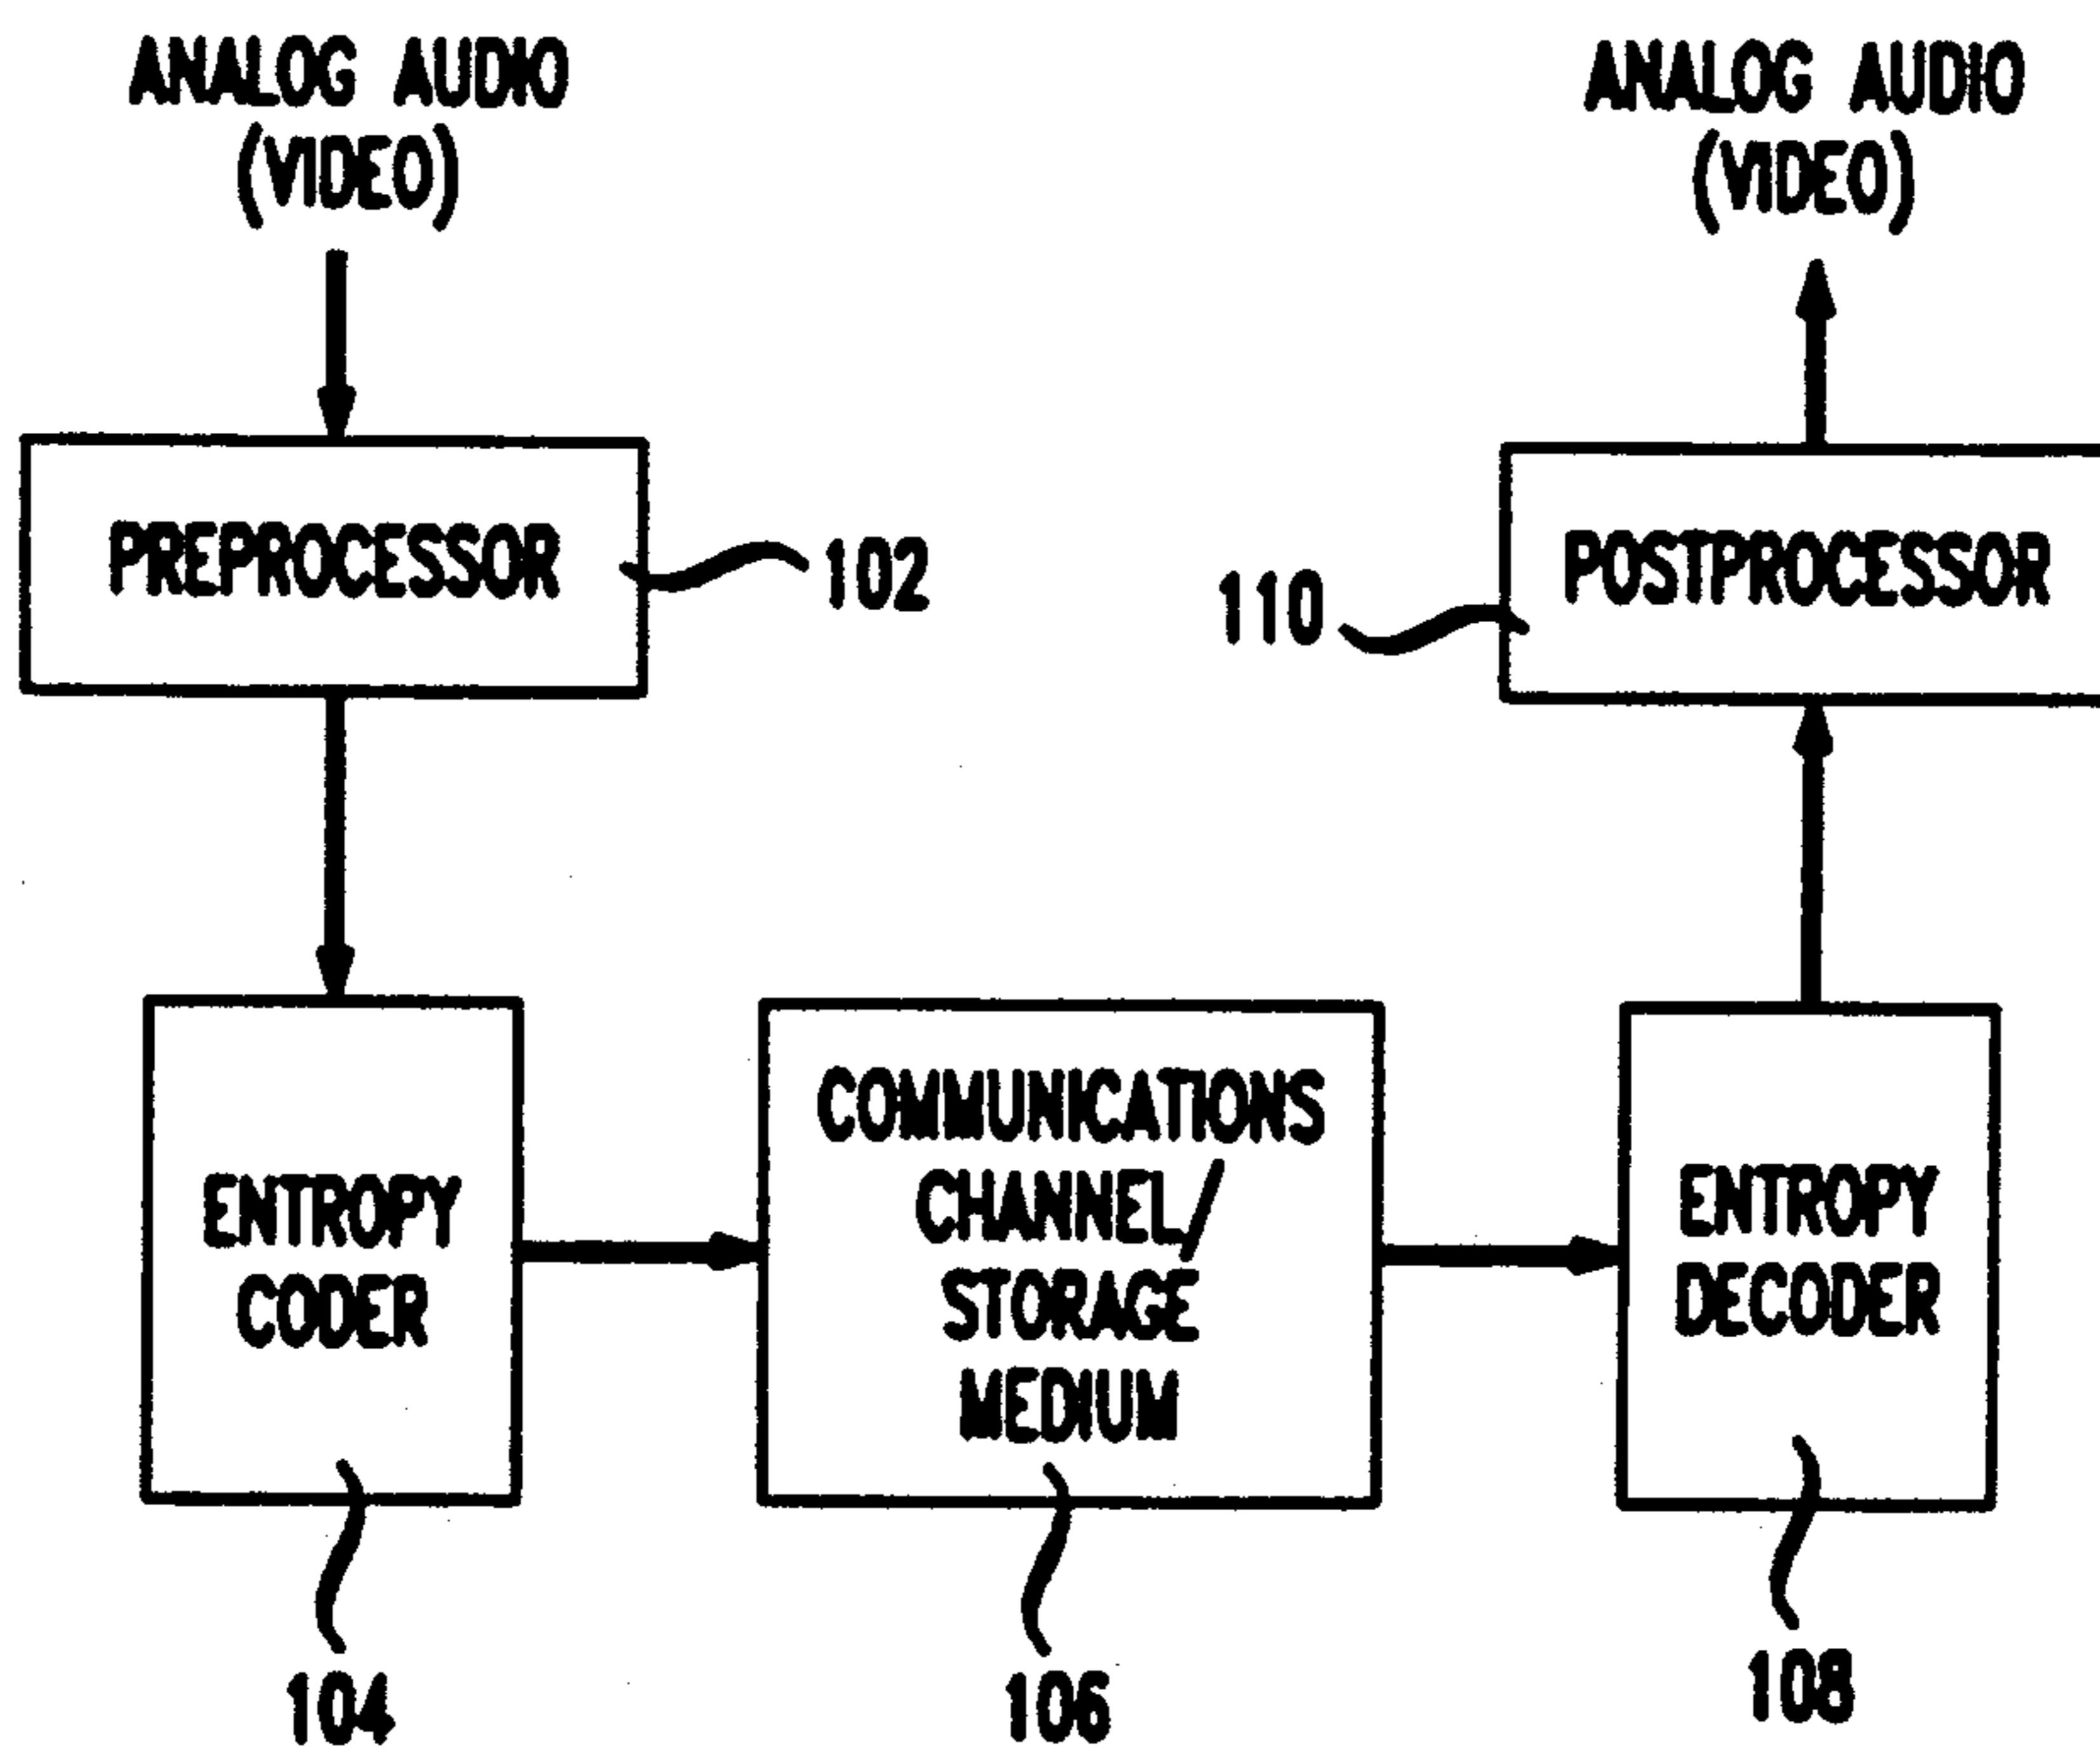 ANALOG AUDIO
(VIDEO)
ANALOG AUDIO
(VIDEO)
PREPROCESSOR
102
110
POSTPROCESSOR
ENTROPY
CODER
COMMUNICATIONS
CHANNEL/
STORAGE
MEDIUM
ENTROPY
DECODER
104
106
108